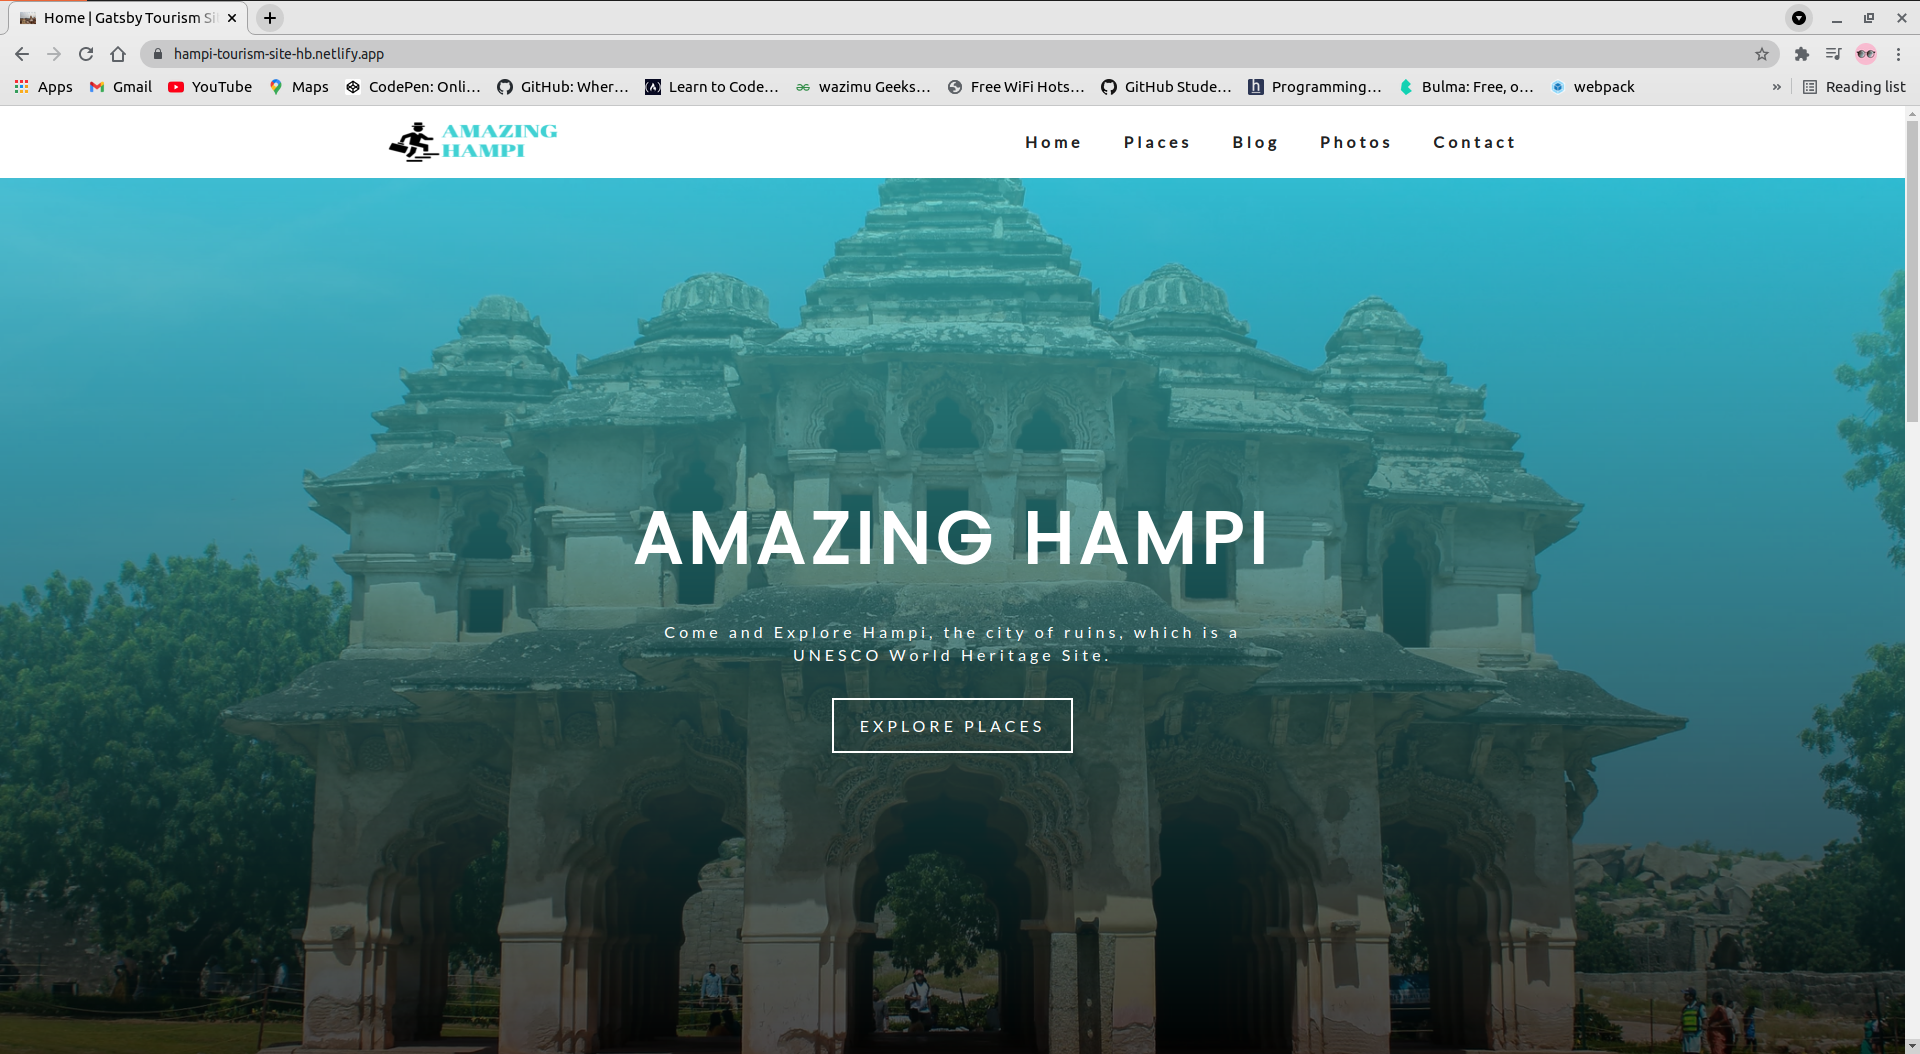 Home | Gatsby Tourism Si
hampi-tourism-site-hb.netlify.app
Apps
Gmail
YouTube
Maps
CodePen: Onli...
GitHub: Wher...
Learn to Code...
wazimu Geeks...
Free WiFi Hots...
GitHub Stude...
Programming...
Bulma: Free, o...
webpack
»
Reading list
AMAZING
HAMPI
Home
Places
Blog
Photos
Contact
AMAZING HAMPI
Come and Explore Hampi, the city of ruins, which is a
UNESCO World Heritage Site.
EXPLORE PLACES